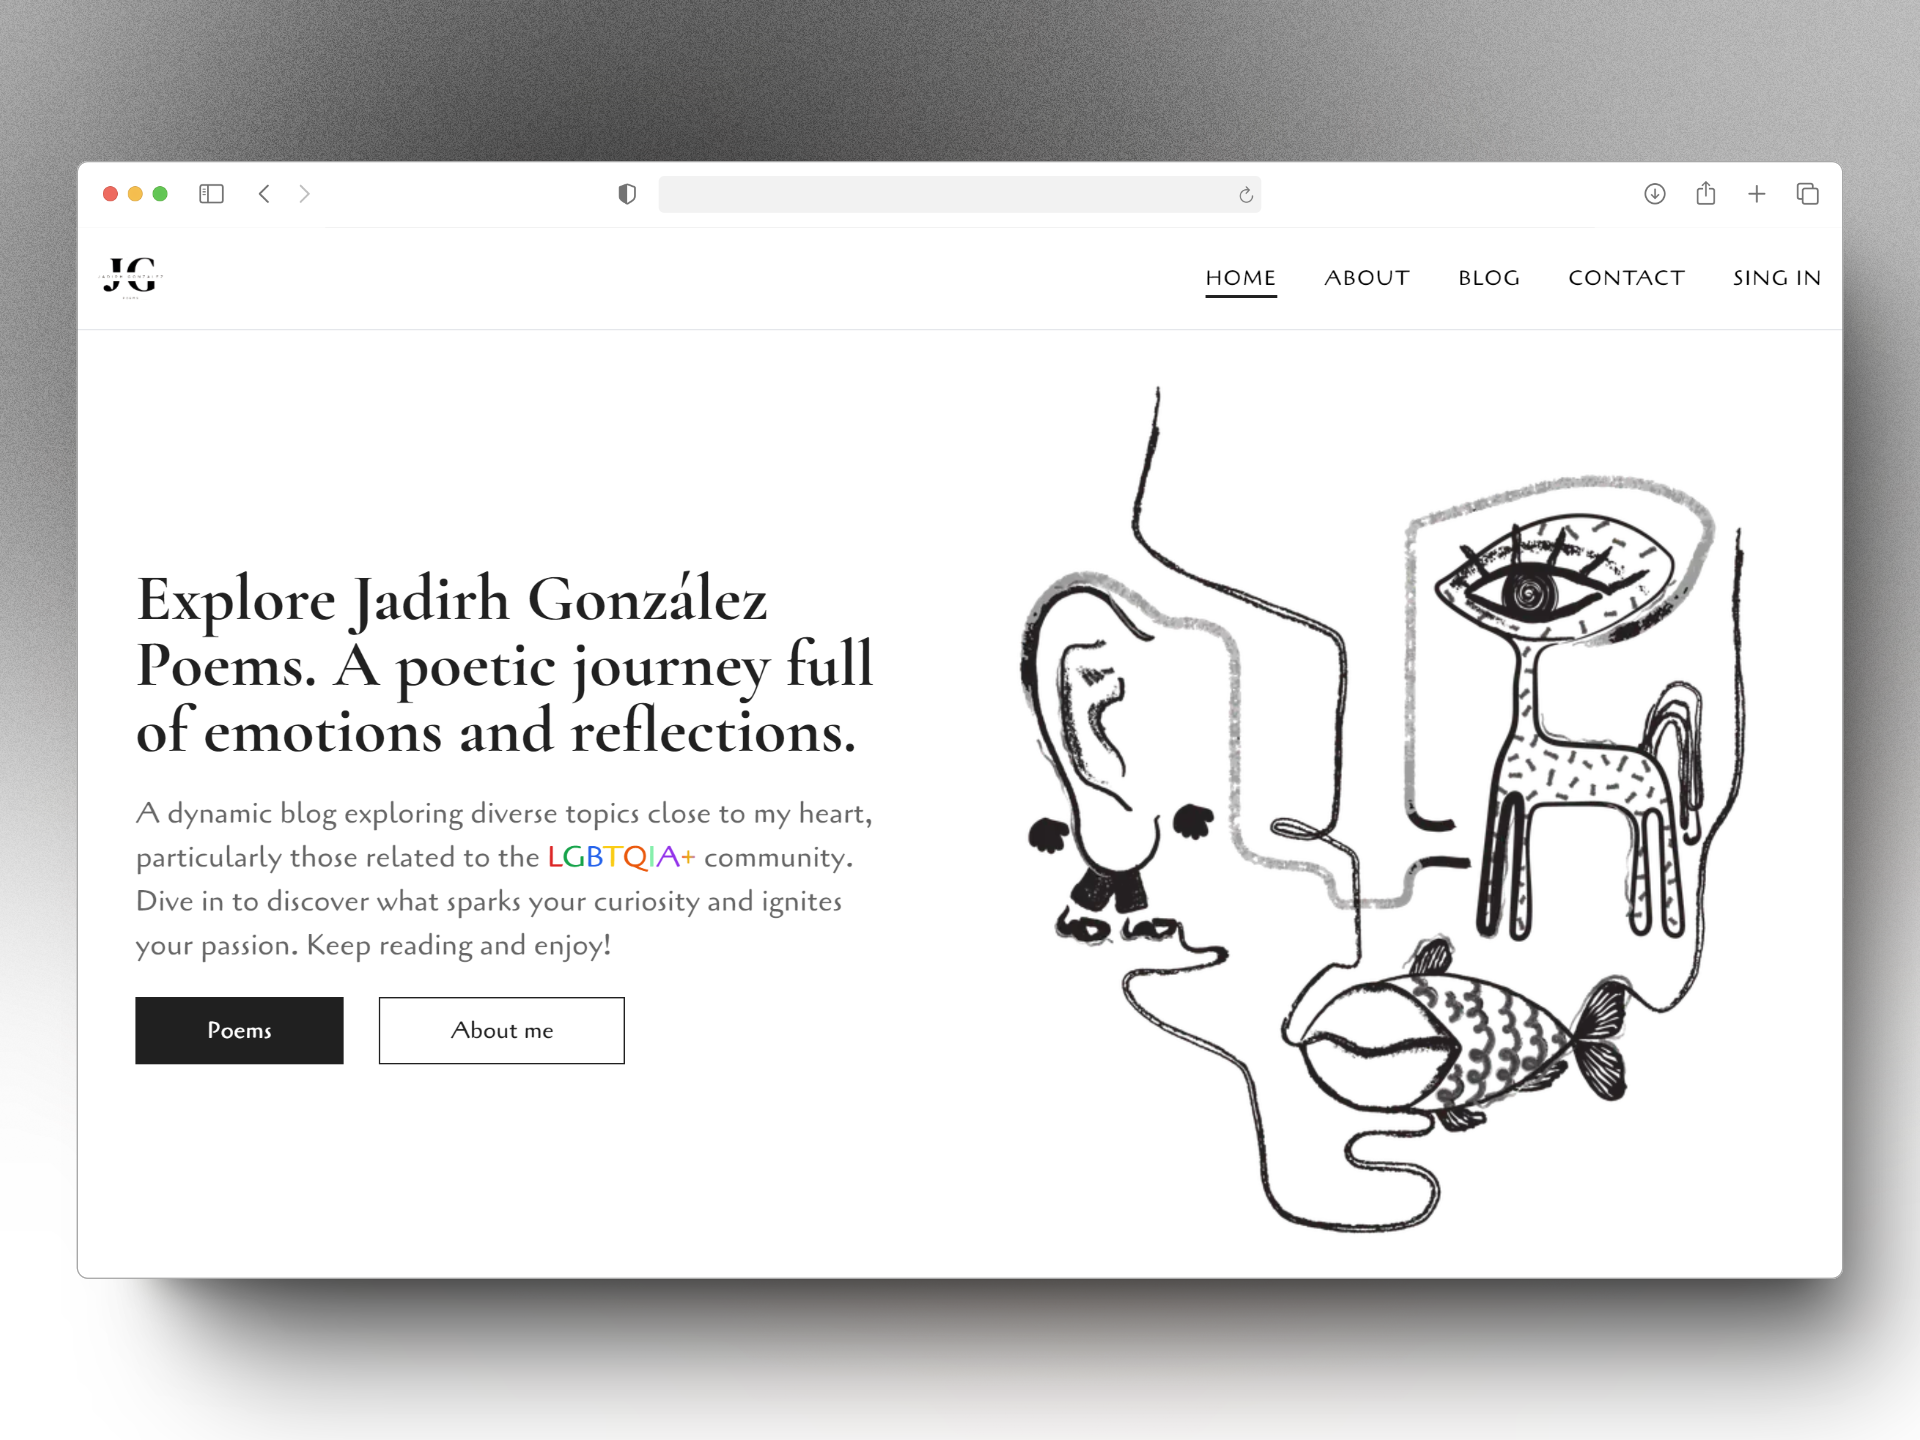 JG
JADIRH GONZÁLEZ
HOME ABOUT BLOG CONTACT SING IN
Explore Jadirh González
Poems. A poetic journey full
of emotions and reflections.
A dynamic blog exploring diverse topics close to my heart,
particularly those related to the LGBTQIA+ community.
Dive in to discover what sparks your curiosity and ignites
your passion. Keep reading and enjoy!
Poems About me